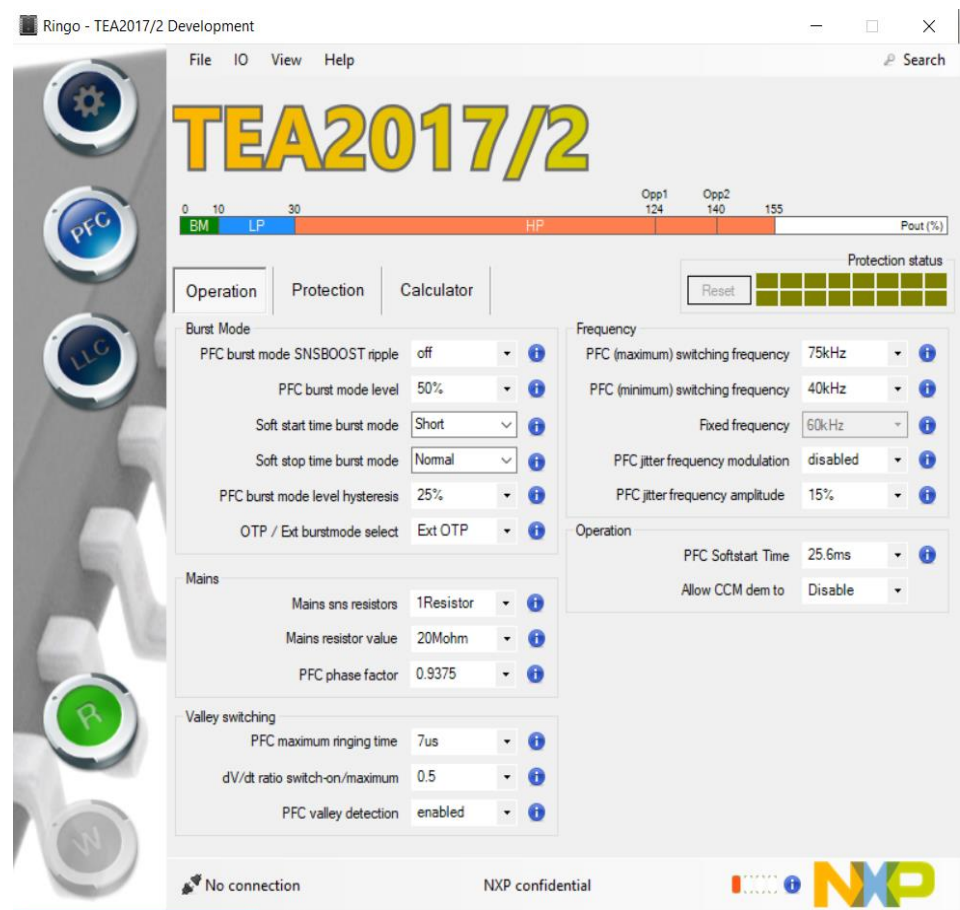 Ringo - TEA2017/2 Development
File IO View Help Search
TEA2017/2
Opp1 Opp2
0 10 30 124 140 155
BM LP HP Pout (%)
Protection status
Operation Protection Calculator Reset
Burst Mode
PFC burst mode SNSBOOST ripple off
PFC burst mode level 50%
Soft start time burst mode Short
Soft stop time burst mode Normal
PFC burst mode level hysteresis 25%
OTP / Ext burstmode select Ext OTP
Mains
Mains sns resistors 1Resistor
Mains resistor value 20Mohm
PFC phase factor 0.9375
Valley switching
PFC maximum ringing time 7us
dV/dt ratio switch-on/maximum 0.5
PFC valley detection enabled
Frequency
PFC (maximum) switching frequency 75kHz
PFC (minimum) switching frequency 40kHz
Fixed frequency 60kHz
PFC jitter frequency modulation disabled
PFC jitter frequency amplitude 15%
Operation
PFC Softstart Time 25.6ms
Allow CCM dem to Disable
PFC
LLC
R
W
No connection NXP confidential NXP